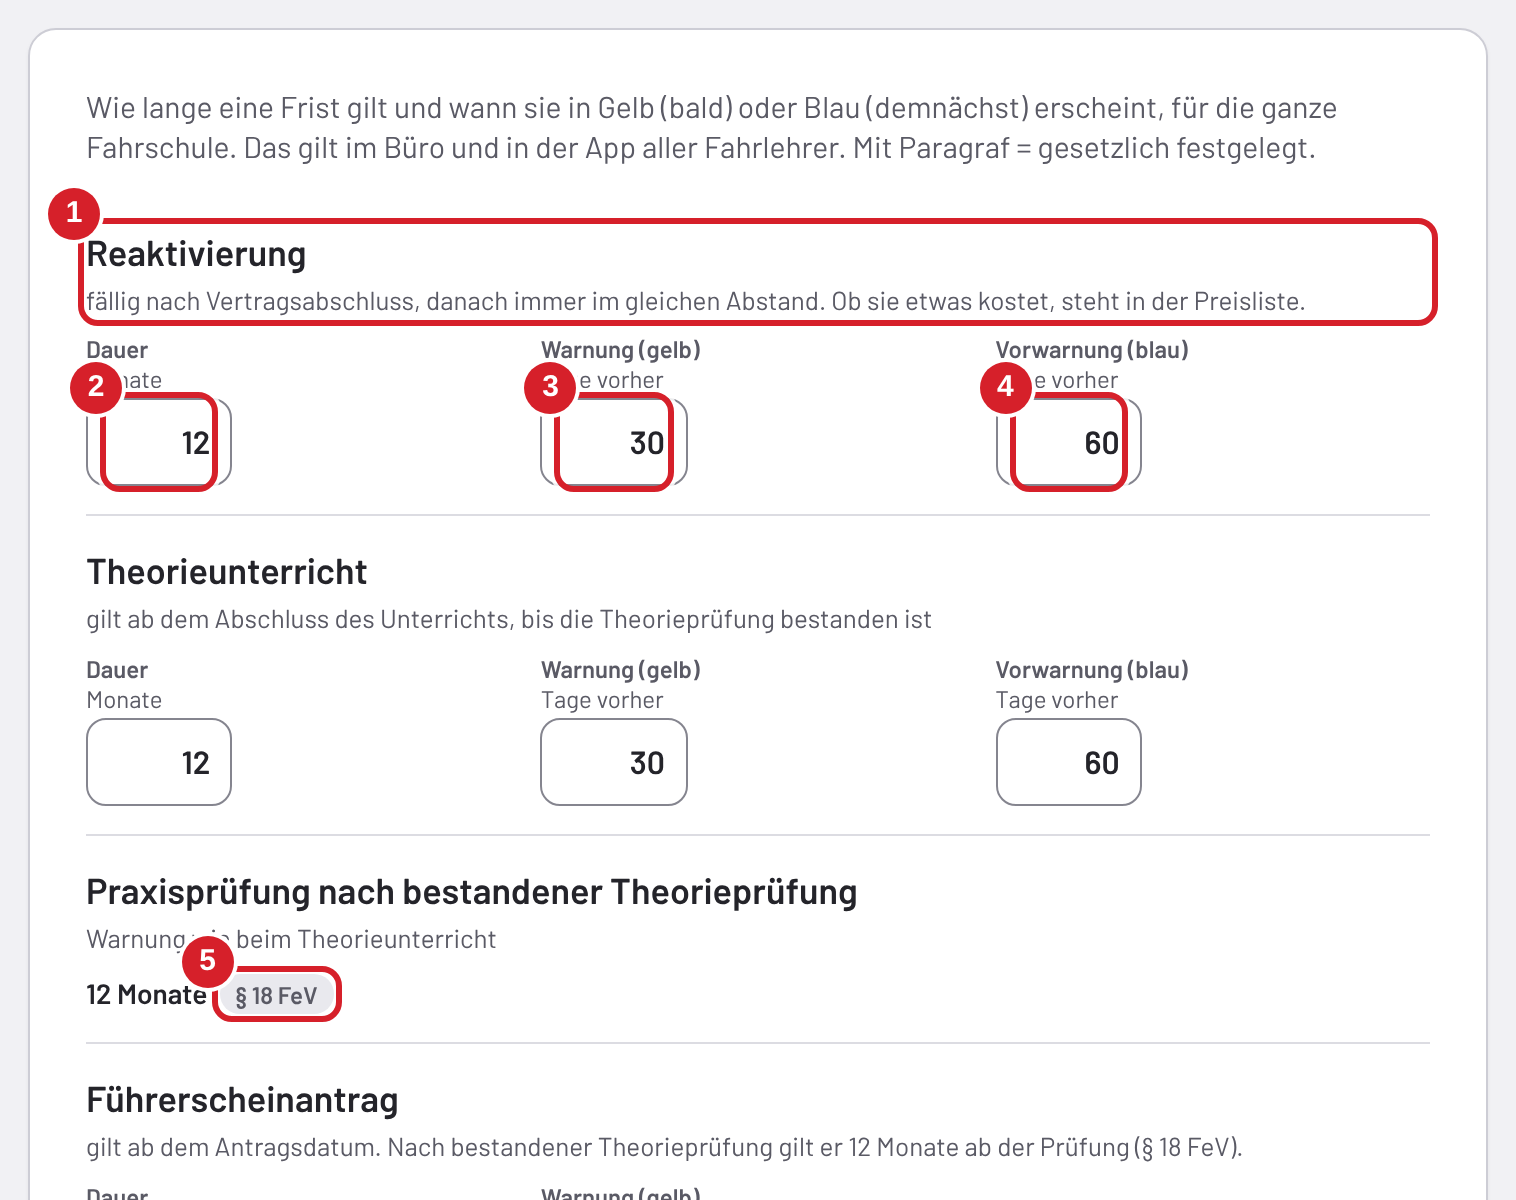 Wie lange eine Frist gilt und wann sie in Gelb (bald) oder Blau (demnächst) erscheint, für die ganze
Fahrschule. Das gilt im Büro und in der App aller Fahrlehrer. Mit Paragraf = gesetzlich festgelegt.
1
Reaktivierung
fällig nach Vertragsabschluss, danach immer im gleichen Abstand. Ob sie etwas kostet, steht in der Preisliste.
Dauer Warnung (gelb) Vorwarnung (blau)
2 3 vorher 4 vorher
12 30 60
Theorieunterricht
gilt ab dem Abschluss des Unterrichts, bis die Theorieprüfung bestanden ist
Dauer Warnung (gelb) Vorwarnung (blau)
Monate Tage vorher Tage vorher
12 30 60
Praxisprüfung nach bestandener Theorieprüfung
Warnung beim Theorieunterricht
5
12 Monate § 18 FeV
Führerscheinantrag
gilt ab dem Antragsdatum. Nach bestandener Theorieprüfung gilt er 12 Monate ab der Prüfung (§ 18 FeV).
Dauer Warnung (gelb)